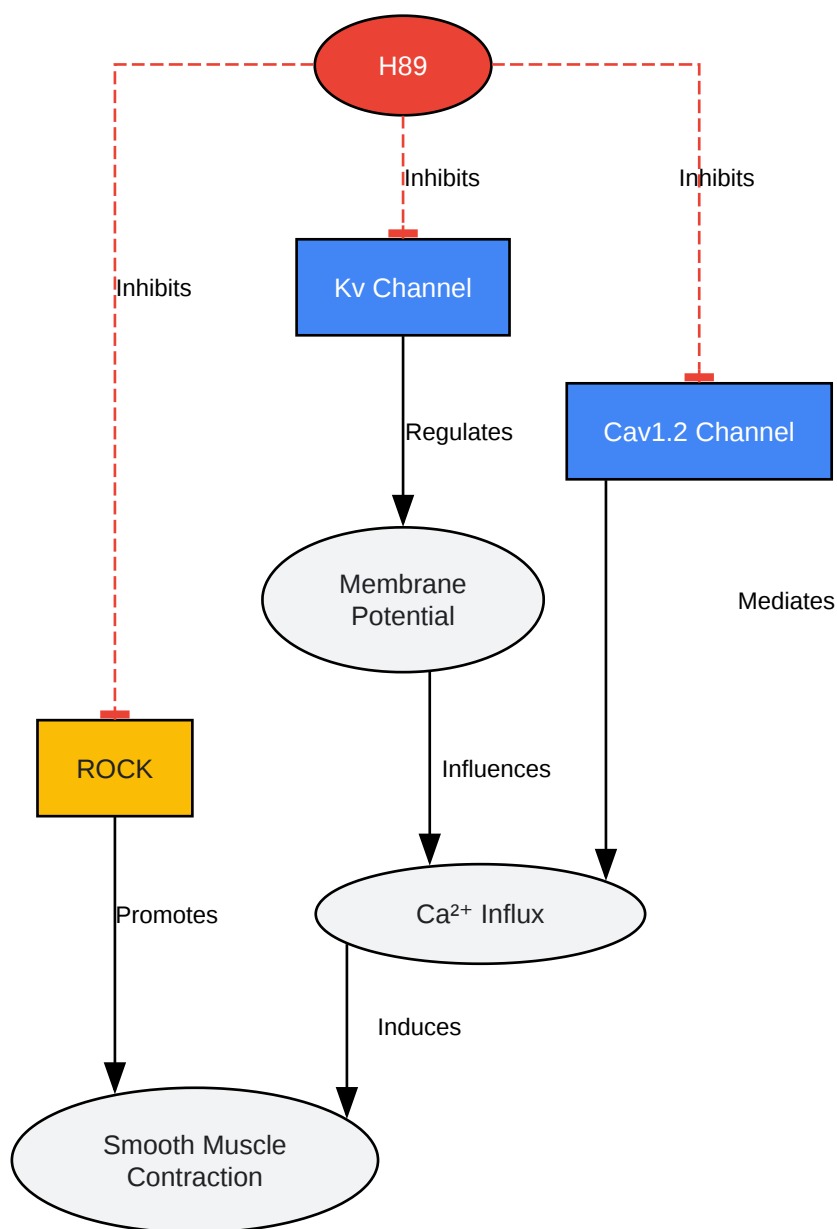 H89
Inhibits
Inhibits
Inhibits
Kv Channel
Cav1.2 Channel
Regulates
Membrane
Potential
Mediates
ROCK
Influences
Promotes
Ca²⁺ Influx
Induces
Smooth Muscle
Contraction